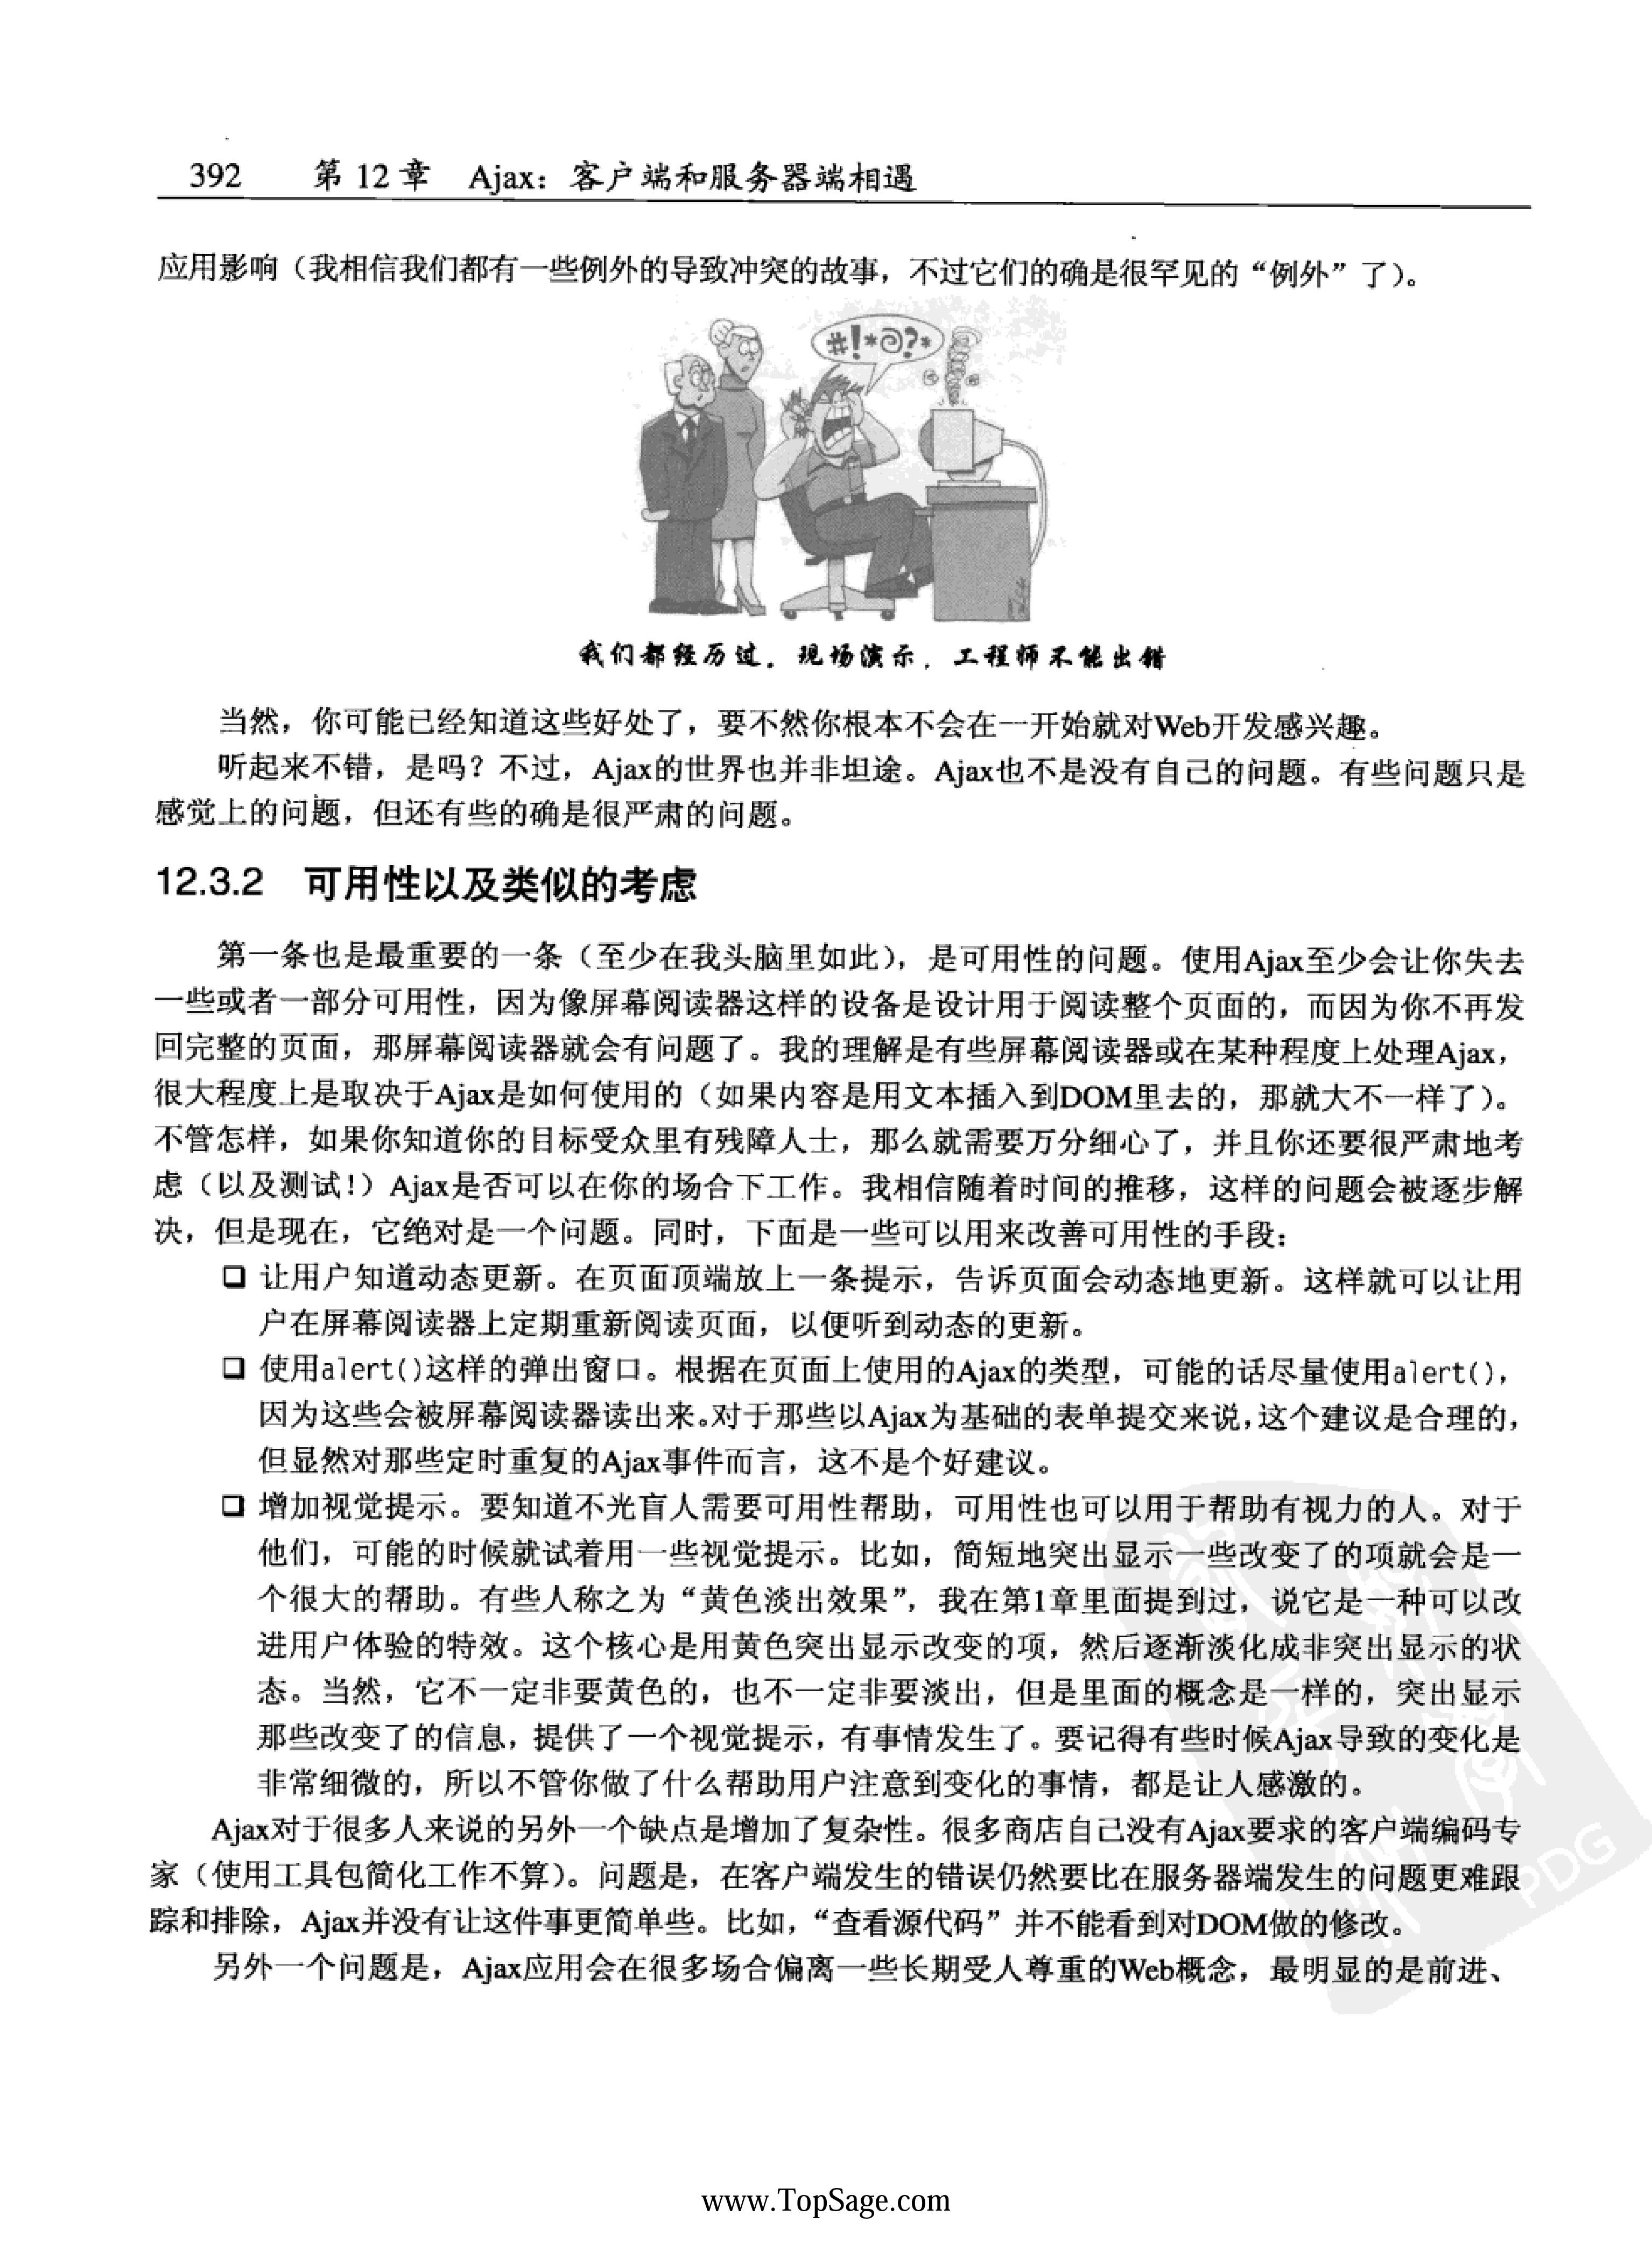 392 第12章 Ajax：客户端和服务器端相遇
应用影响（我相信我们都有一些例外的导致冲突的故事，不过它们的确是很罕见的“例外”了）。
#!*@?*
我们都经历过，现场演示，工程师不能出错
当然，你可能已经知道这些好处了，要不然你根本不会在一开始就对Web开发感兴趣。
听起来不错，是吗？不过，Ajax的世界也并非坦途。Ajax也不是没有自己的问题。有些问题只是
感觉上的问题，但还有些的确是很严肃的问题。
12.3.2 可用性以及类似的考虑
第一条也是最重要的一条（至少在我头脑里如此），是可用性的问题。使用Ajax至少会让你失去
一些或者一部分可用性，因为像屏幕阅读器这样的设备是设计用于阅读整个页面的，而因为你不再发
回完整的页面，那屏幕阅读器就会有问题了。我的理解是有些屏幕阅读器或在某种程度上处理Ajax，
很大程度上是取决于Ajax是如何使用的（如果内容是用文本插入到DOM里去的，那就大不一样了）。
不管怎样，如果你知道你的目标受众里有残障人士，那么就需要万分细心了，并且你还要很严肃地考
虑（以及测试！）Ajax是否可以在你的场合下工作。我相信随着时间的推移，这样的问题会被逐步解
决，但是现在，它绝对是一个问题。同时，下面是一些可以用来改善可用性的手段：
❑ 让用户知道动态更新。在页面顶端放上一条提示，告诉页面会动态地更新。这样就可以让用
户在屏幕阅读器上定期重新阅读页面，以便听到动态的更新。
❑ 使用alert()这样的弹出窗口。根据在页面上使用的Ajax的类型，可能的话尽量使用alert()，
因为这些会被屏幕阅读器读出来。对于那些以Ajax为基础的表单提交来说，这个建议是合理的，
但显然对那些定时重复的Ajax事件而言，这不是个好建议。
❑ 增加视觉提示。要知道不光盲人需要可用性帮助，可用性也可以用于帮助有视力的人。对于
他们，可能的时候就试着用一些视觉提示。比如，简短地突出显示一些改变了的项就会是一
个很大的帮助。有些人称之为“黄色淡出效果”，我在第1章里面提到过，说它是一种可以改
进用户体验的特效。这个核心是用黄色突出显示改变的项，然后逐渐淡化成非突出显示的状
态。当然，它不一定非要黄色的，也不一定非要淡出，但是里面的概念是一样的，突出显示
那些改变了的信息，提供了一个视觉提示，有事情发生了。要记得有些时候Ajax导致的变化是
非常细微的，所以不管你做了什么帮助用户注意到变化的事情，都是让人感激的。
Ajax对于很多人来说的另外一个缺点是增加了复杂性。很多商店自己没有Ajax要求的客户端编码专
家（使用工具包简化工作不算）。问题是，在客户端发生的错误仍然要比在服务器端发生的问题更难跟
踪和排除，Ajax并没有让这件事更简单些。比如，“查看源代码”并不能看到对DOM做的修改。
另外一个问题是，Ajax应用会在很多场合偏离一些长期受人尊重的Web概念，最明显的是前进、
PDG
www.TopSage.com